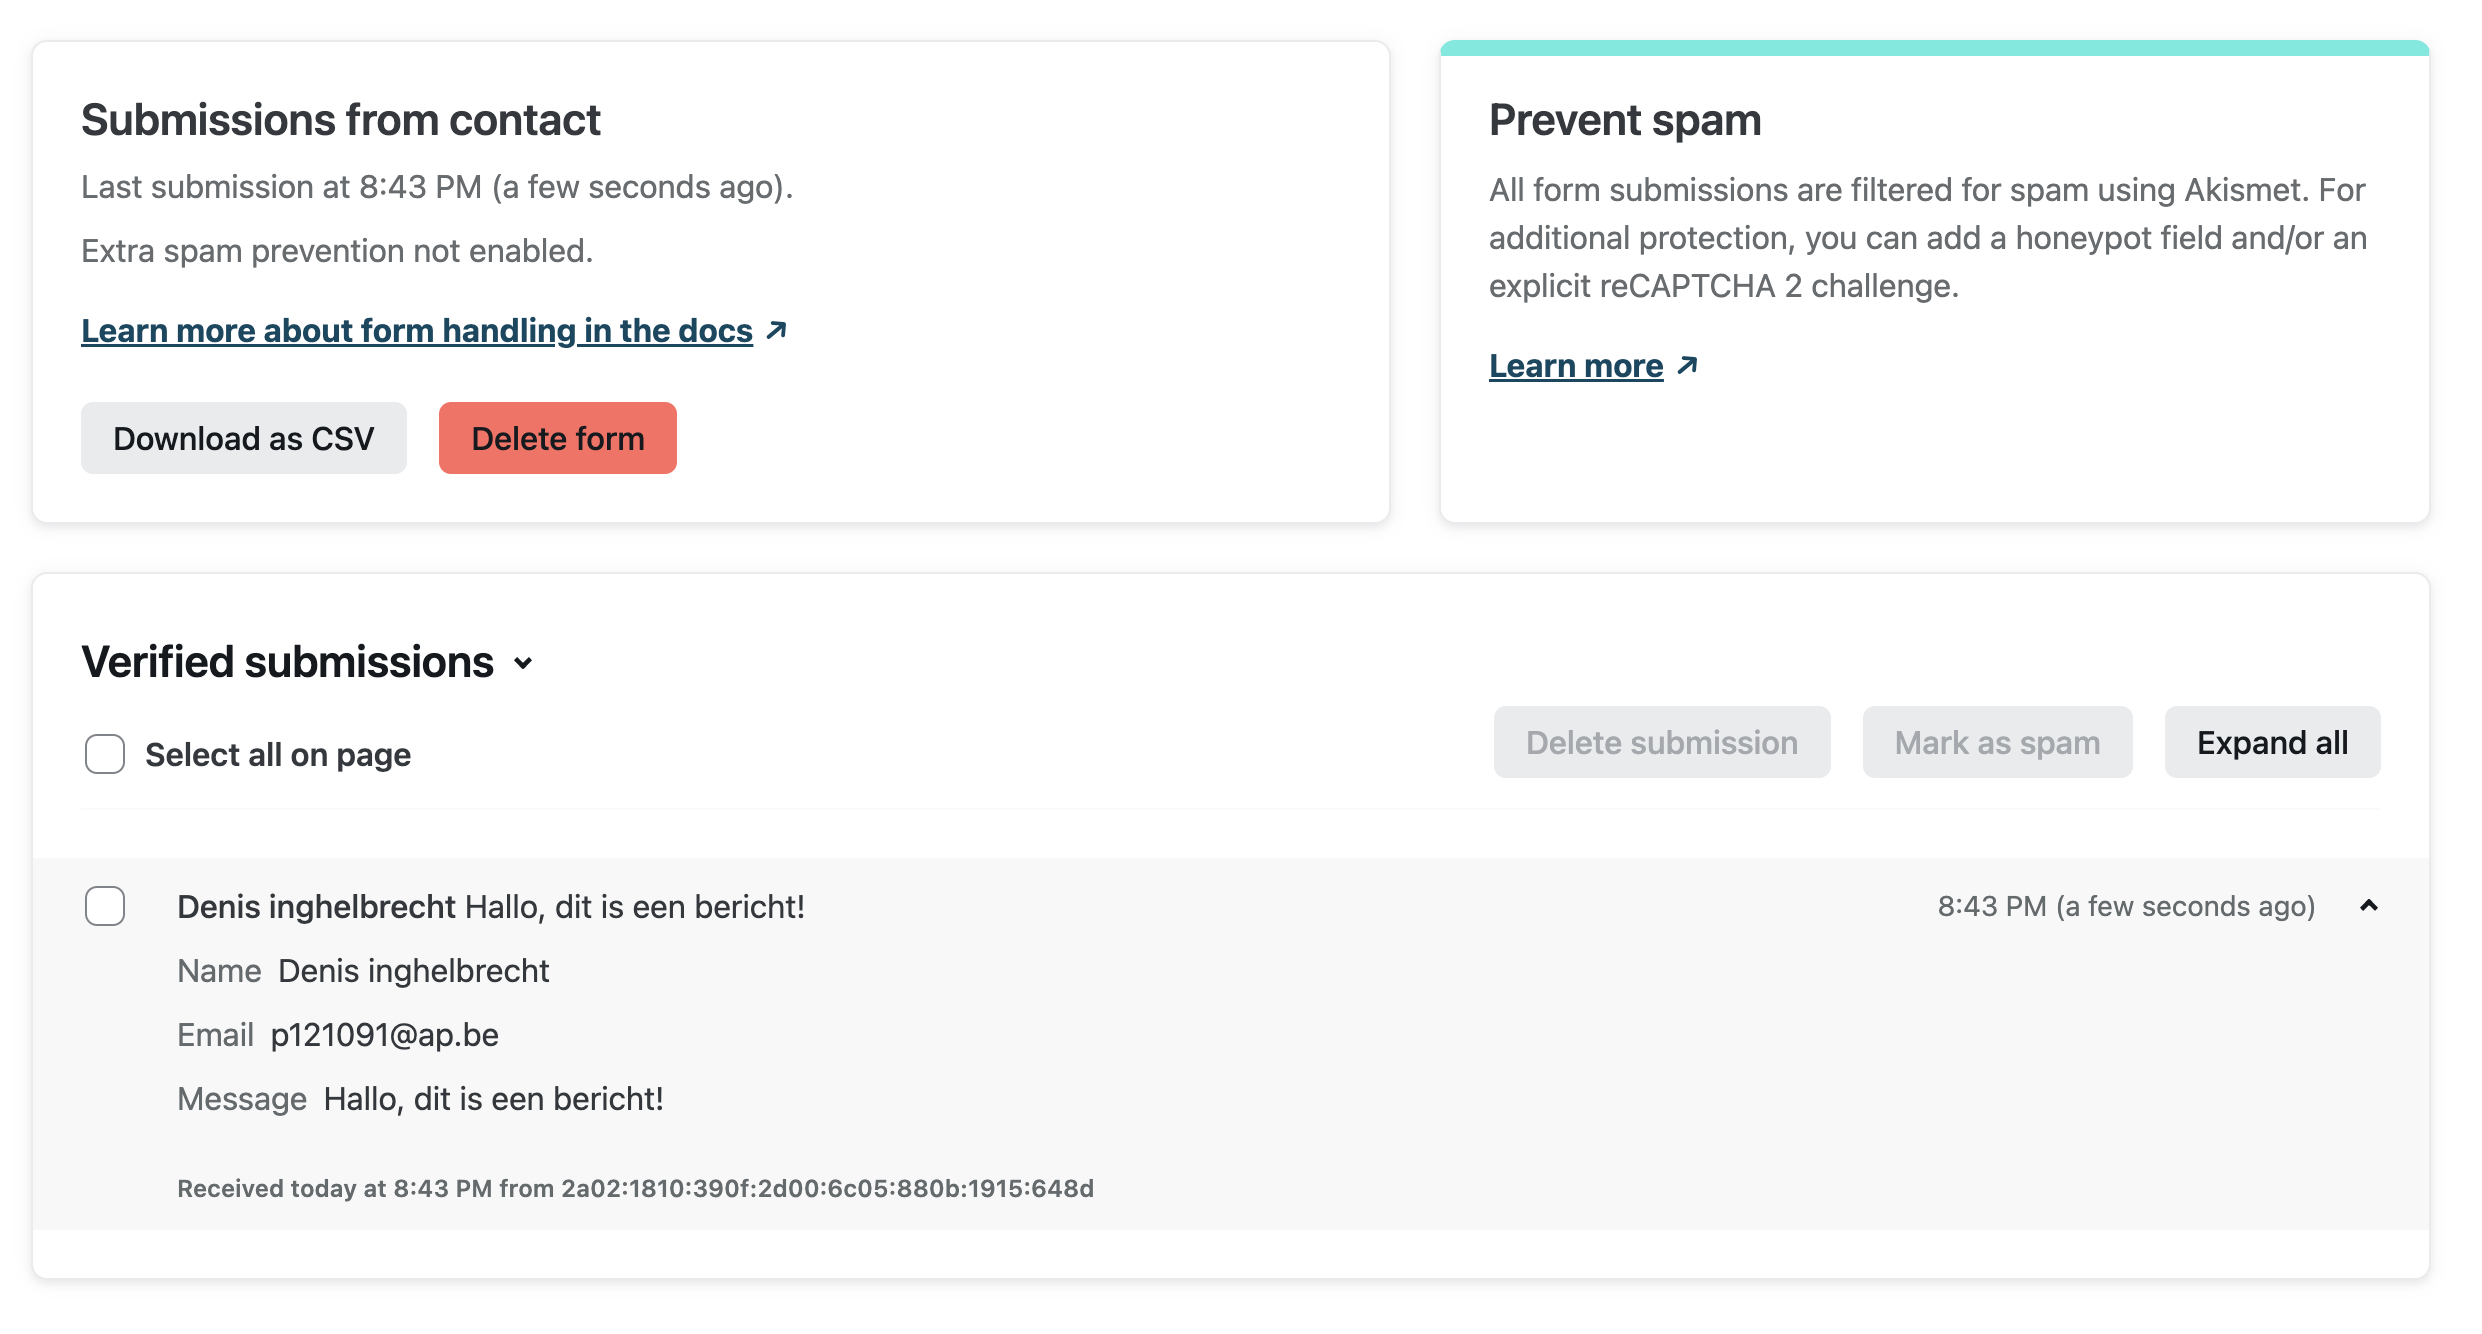 Submissions from contact
Last submission at 8:43 PM (a few seconds ago).
Extra spam prevention not enabled.
Learn more about form handling in the docs
Download as CSV
Delete form
Prevent spam
All form submissions are filtered for spam using Akismet. For
additional protection, you can add a honeypot field and/or an
explicit reCAPTCHA 2 challenge.
Learn more
Verified submissions
Select all on page
Delete submission
Mark as spam
Expand all
Denis inghelbrecht Hallo, dit is een bericht!
8:43 PM (a few seconds ago)
Name Denis inghelbrecht
Email p121091@ap.be
Message Hallo, dit is een bericht!
Received today at 8:43 PM from 2a02:1810:390f:2d00:6c05:880b:1915:648d